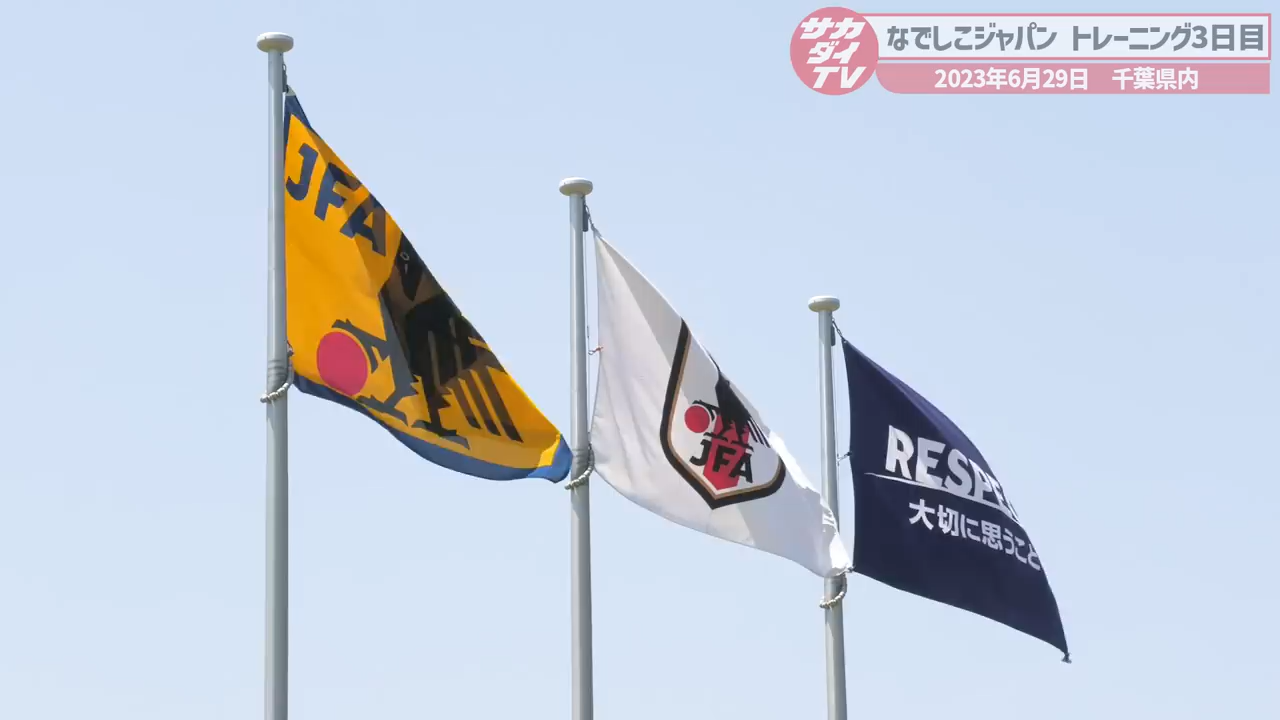 サカ
ダイ
TV
なでしこジャパン トレーニング3日目
2023年6月29日 千葉県内
JFA
JFA
RESPE
大切に思うこと